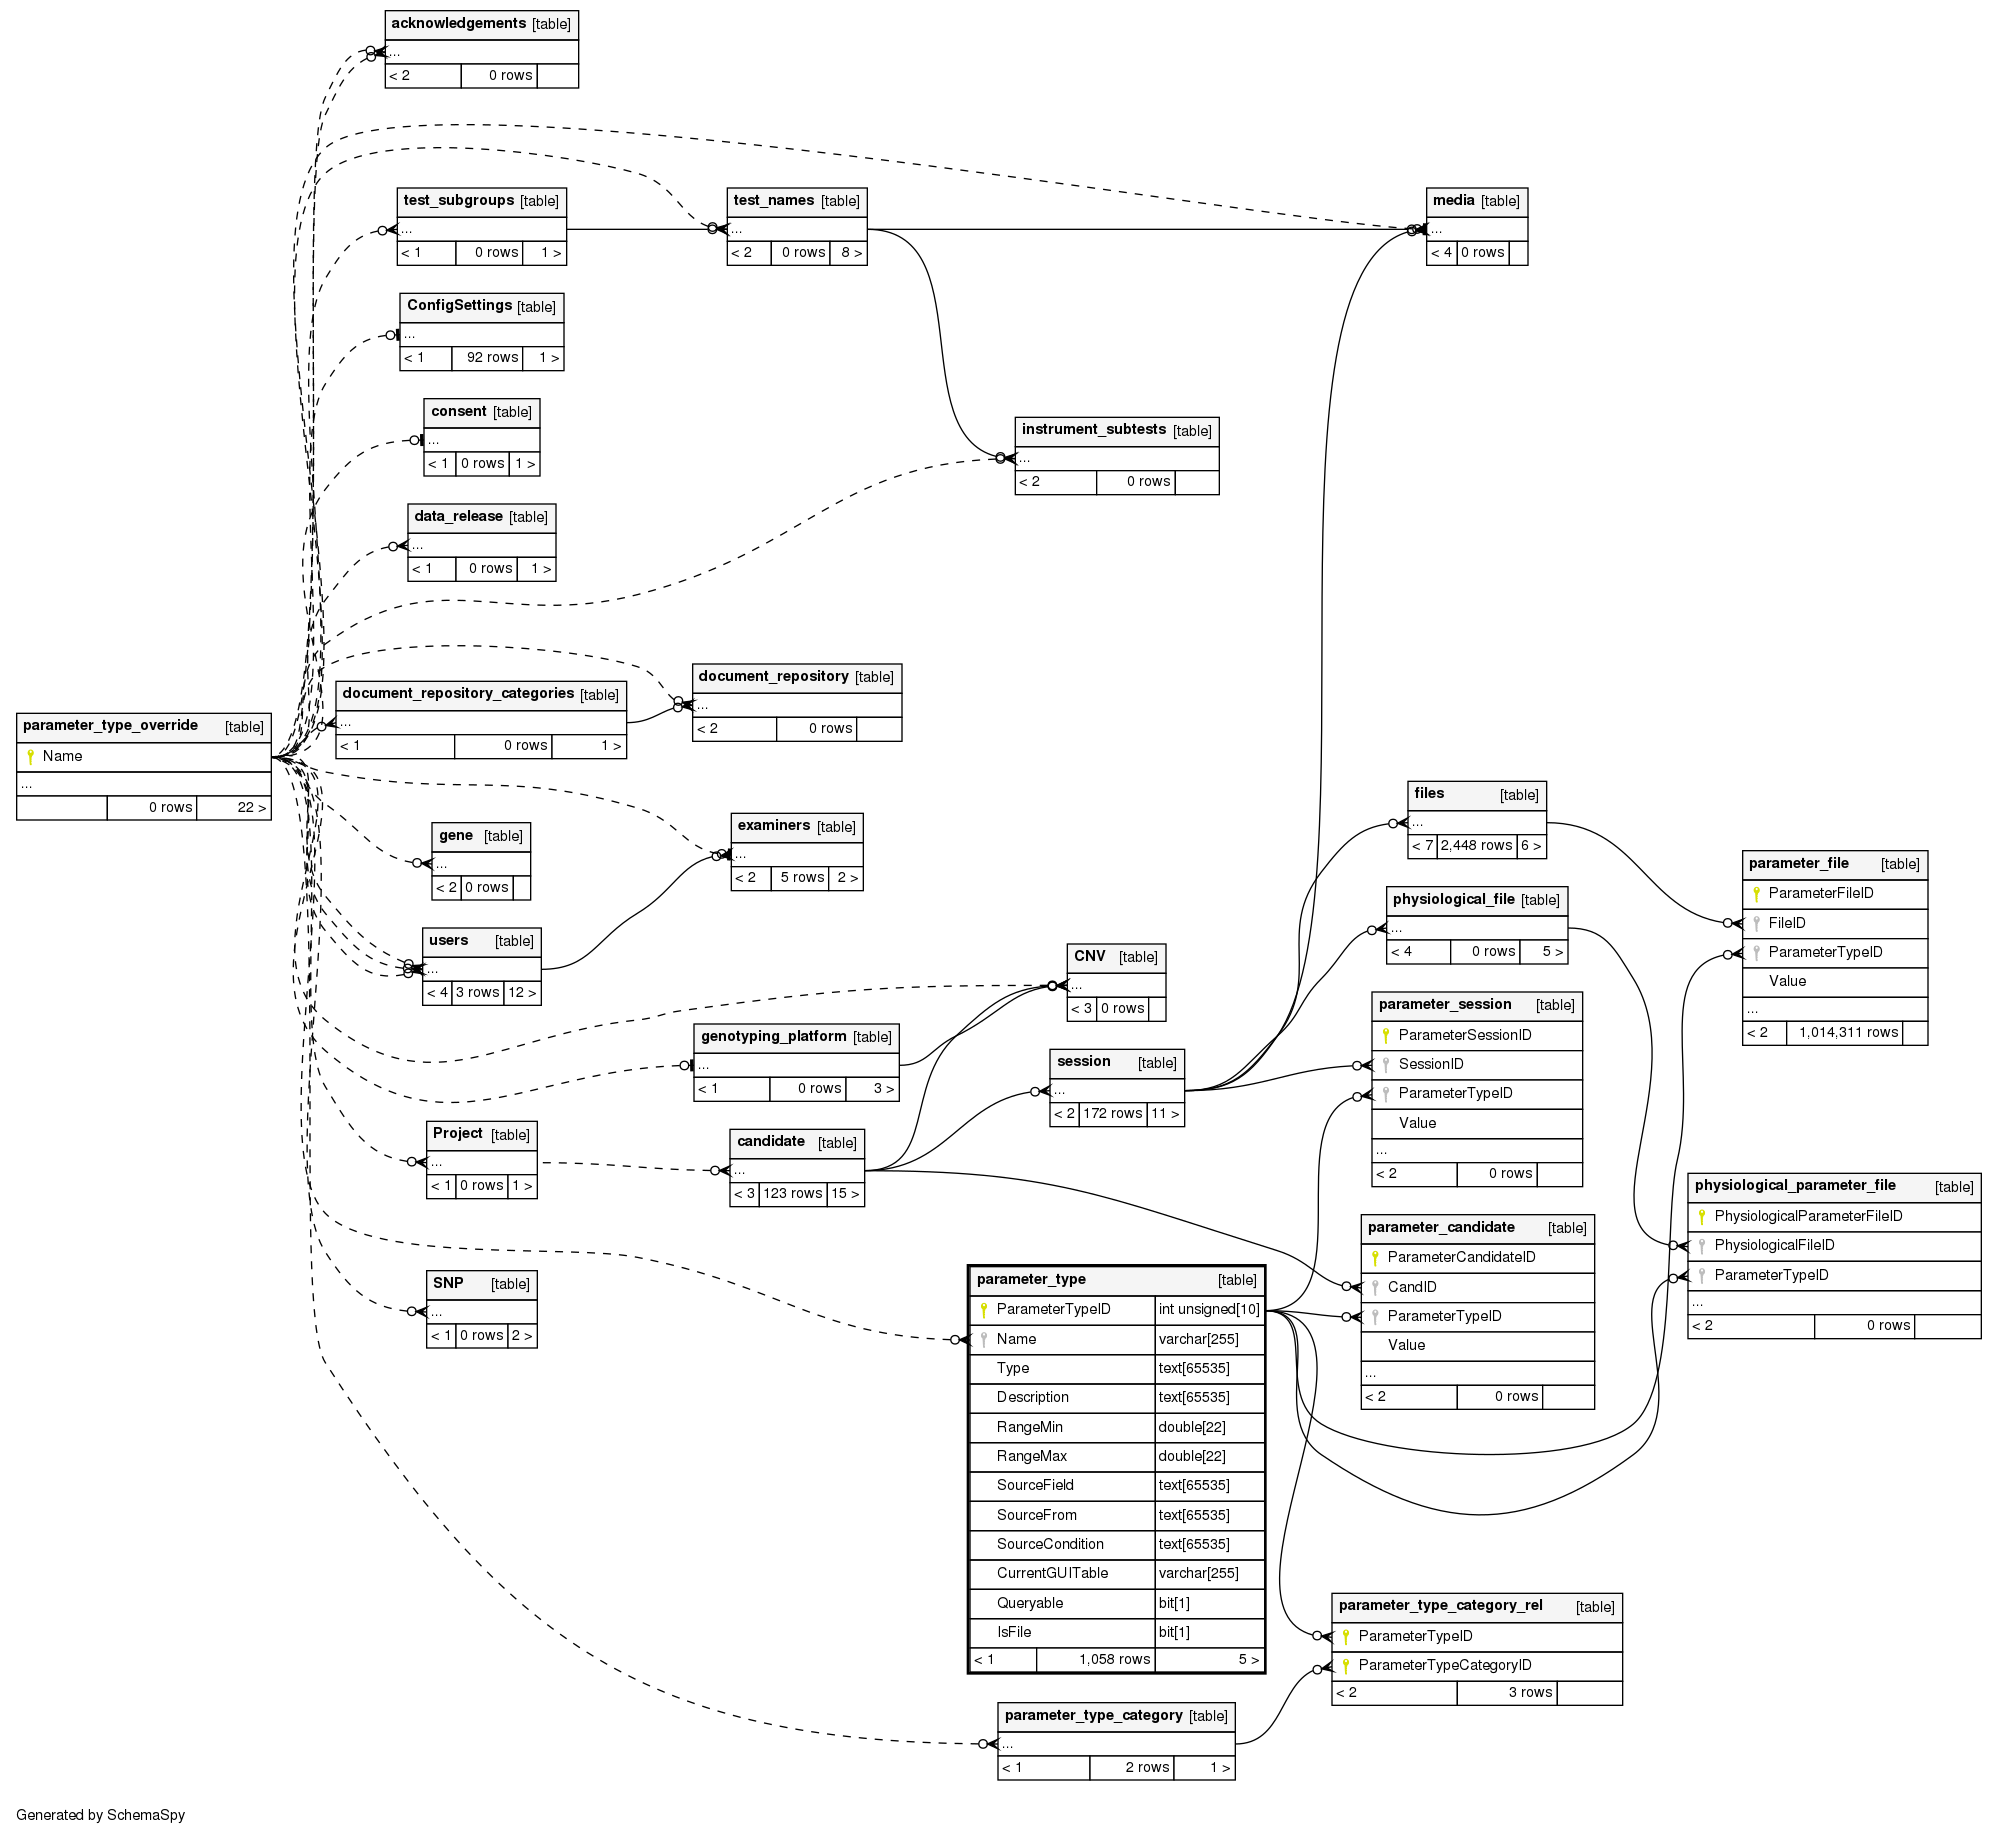 acknowledgements [table]
...
< 2 0 rows
test_subgroups [table]
...
< 1 0 rows 1 >
test_names [table]
...
< 2 0 rows 8 >
media [table]
...
< 4 0 rows
ConfigSettings [table]
...
< 1 92 rows 1 >
consent [table]
...
< 1 0 rows 1 >
instrument_subtests [table]
...
< 2 0 rows
data_release [table]
...
< 1 0 rows 1 >
document_repository_categories [table]
...
< 1 0 rows 1 >
document_repository [table]
...
< 2 0 rows
parameter_type_override [table]
Name
...
0 rows 22 >
gene [table]
...
< 2 0 rows
examiners [table]
...
< 2 5 rows 2 >
files [table]
...
< 7 2,448 rows 6 >
parameter_file [table]
ParameterFileID
FileID
ParameterTypeID
Value
...
< 2 1,014,311 rows
users [table]
...
< 4 3 rows 12 >
physiological_file [table]
...
< 4 0 rows 5 >
CNV [table]
...
< 3 0 rows
genotyping_platform [table]
...
< 1 0 rows 3 >
session [table]
...
< 2 172 rows 11 >
parameter_session [table]
ParameterSessionID
SessionID
ParameterTypeID
Value
...
< 2 0 rows
Project [table]
...
< 1 0 rows 1 >
candidate [table]
...
< 3 123 rows 15 >
physiological_parameter_file [table]
PhysiologicalParameterFileID
PhysiologicalFileID
ParameterTypeID
...
< 2 0 rows
parameter_candidate [table]
ParameterCandidateID
CandID
ParameterTypeID
Value
...
< 2 0 rows
SNP [table]
...
< 1 0 rows 2 >
parameter_type [table]
ParameterTypeID int unsigned[10]
Name varchar[255]
Type text[65535]
Description text[65535]
RangeMin double[22]
RangeMax double[22]
SourceField text[65535]
SourceFrom text[65535]
SourceCondition text[65535]
CurrentGUITable varchar[255]
Queryable bit[1]
IsFile bit[1]
< 1 1,058 rows 5 >
parameter_type_category_rel [table]
ParameterTypeID
ParameterTypeCategoryID
< 2 3 rows
parameter_type_category [table]
...
< 1 2 rows 1 >
Generated by SchemaSpy